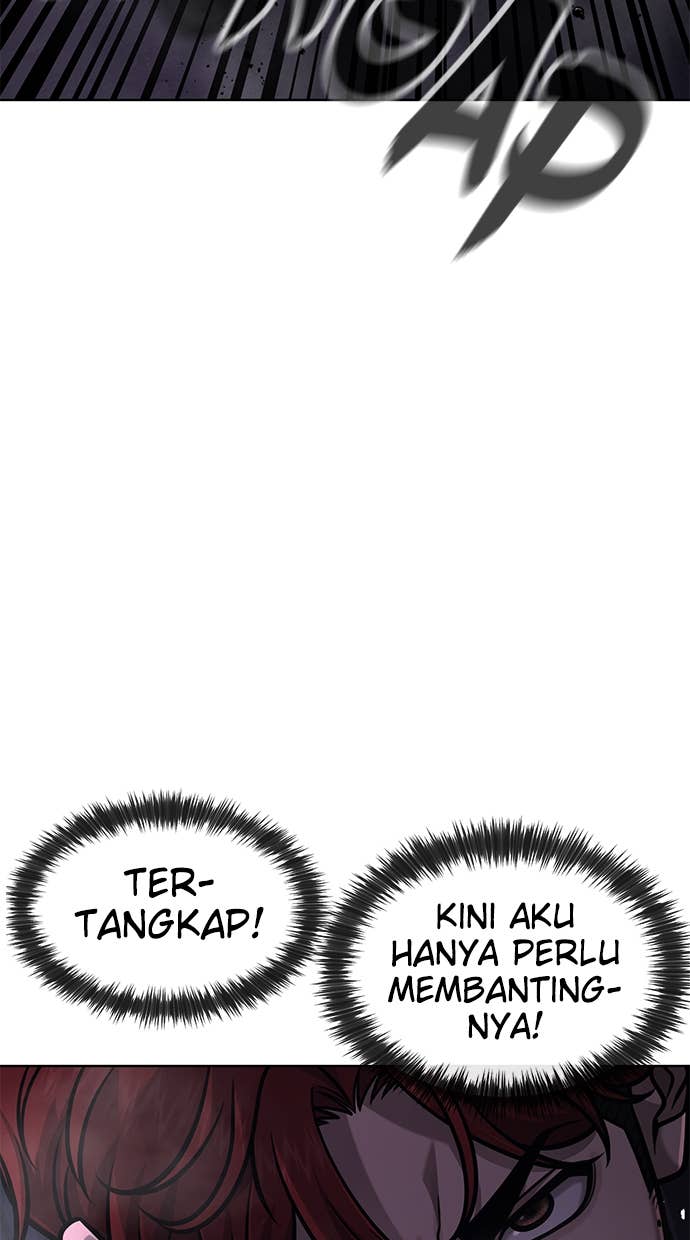 TER-
TANGKAP!
KINI AKU
HANYA PERLU
MEMBANTING-
NYA!